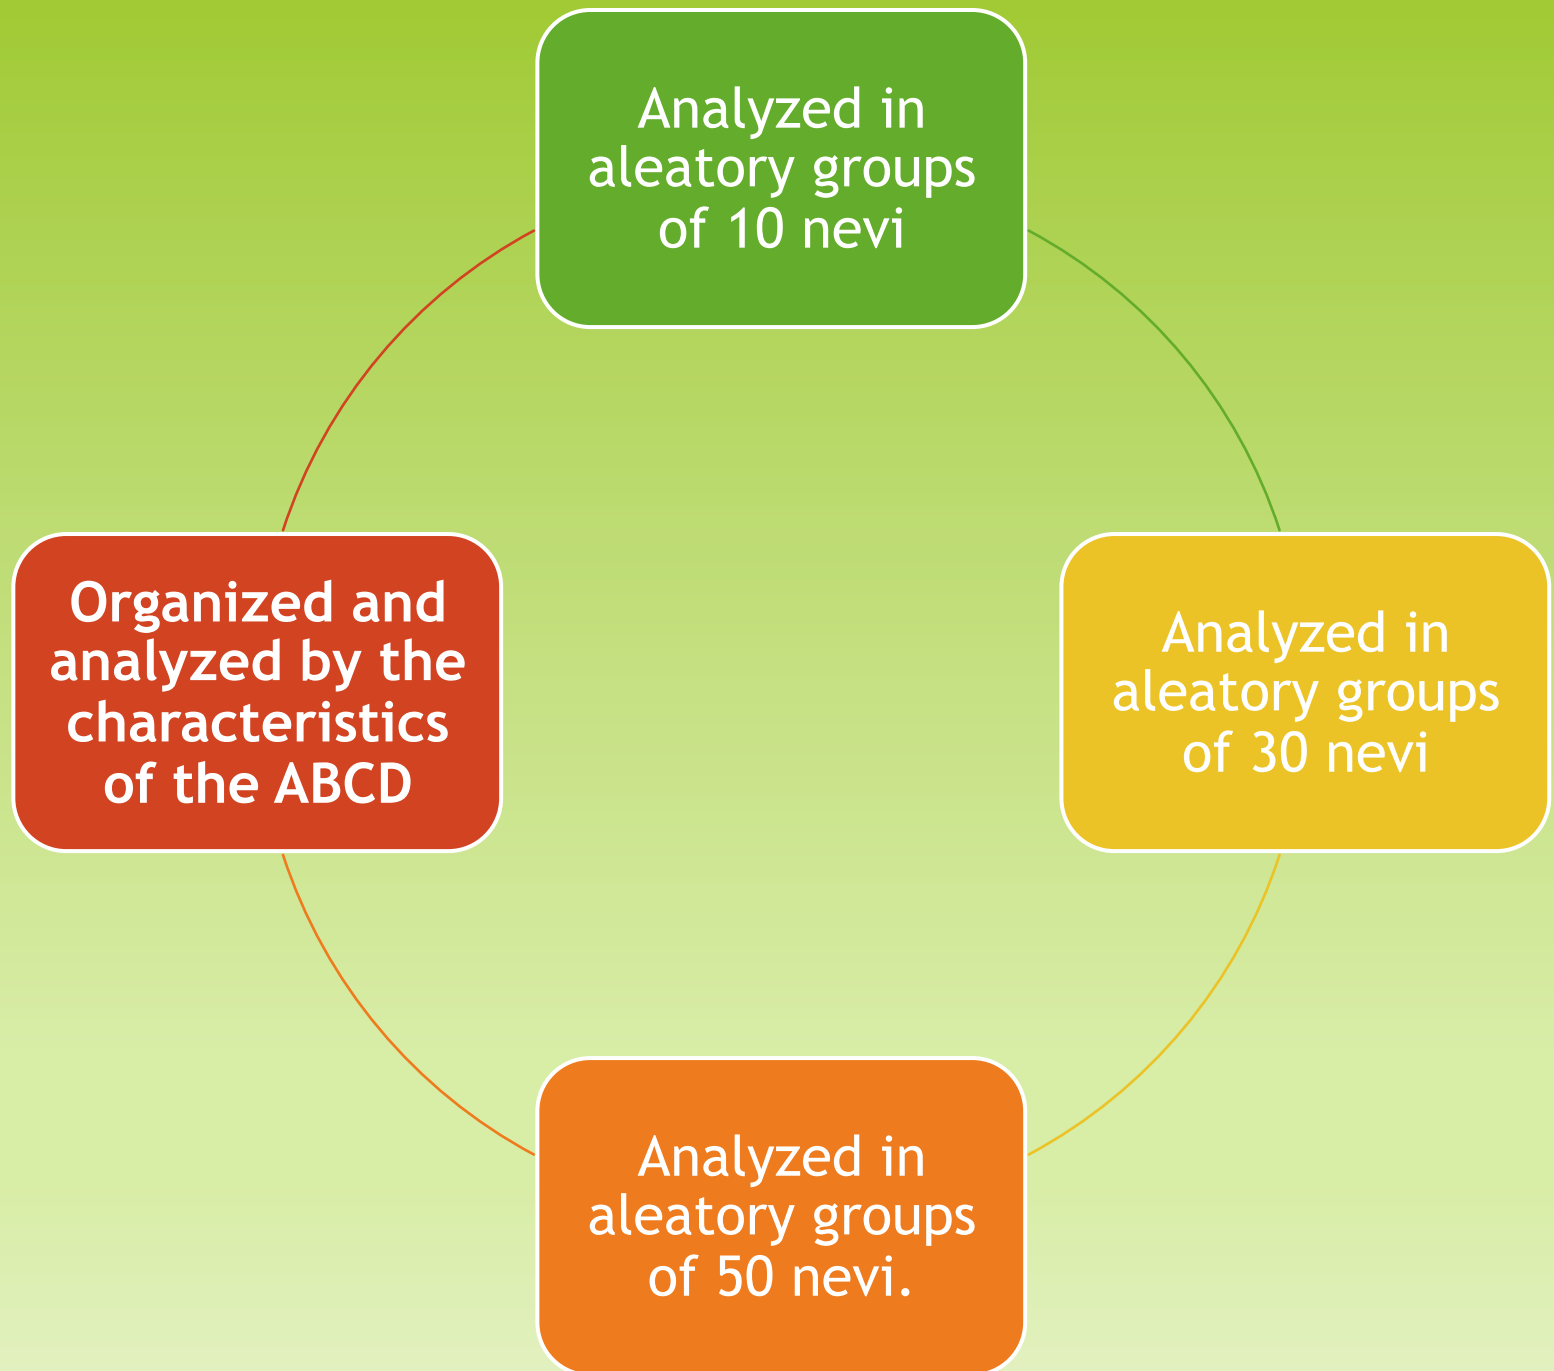 Analyzed in
aleatory groups
of 10 nevi
Analyzed in
aleatory groups
of 30 nevi
Analyzed in
aleatory groups
of 50 nevi.
Organized and
analyzed by the
characteristics
of the ABCD